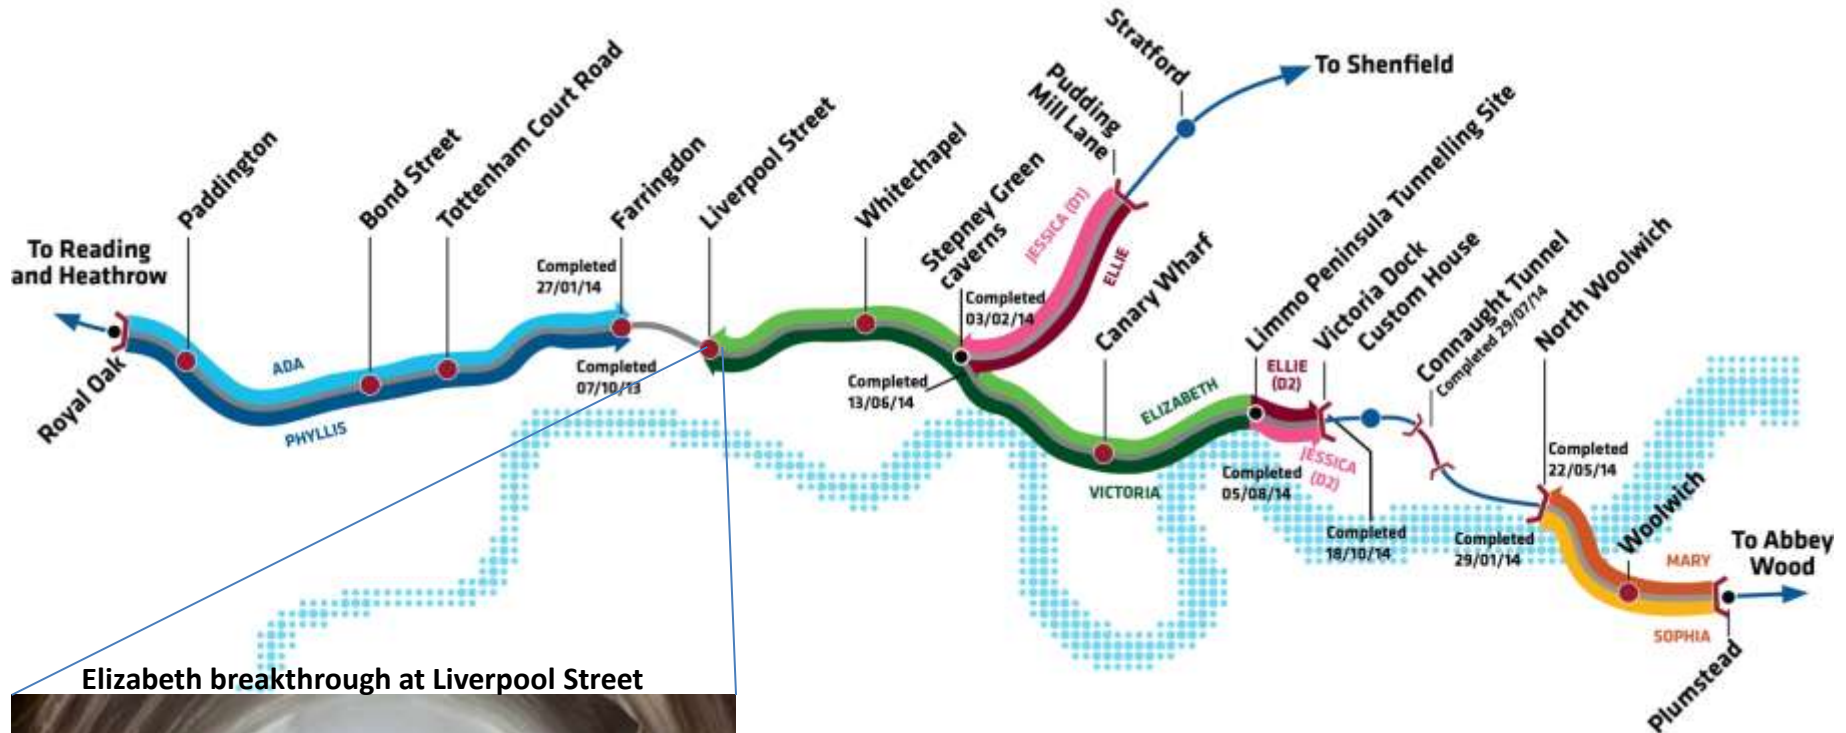 To Reading
and Heathrow
Royal Oak
Paddington
ADA
PHYLLIS
Bond Street
Tottenham Court Road
Completed
27/01/14
Farringdon
Completed
07/10/13
Liverpool Street
Whitechapel
Stepney Green
caverns
Completed
03/02/14
Completed
13/06/14
JESSICA (D1)
ELLIE
Pudding
Mill Lane
Stratford
To Shenfield
Canary Wharf
ELIZABETH
VICTORIA
Limmo Peninsula Tunnelling Site
ELLIE
(D2)
JESSICA
(D2)
Completed
05/08/14
Victoria Dock
Completed
18/10/14
Custom House
Connaught Tunnel
Completed 29/07/14
North Woolwich
Completed
22/05/14
Completed
29/01/14
Woolwich
MARY
SOPHIA
To Abbey
Wood
Plumstead
Elizabeth breakthrough at Liverpool Street